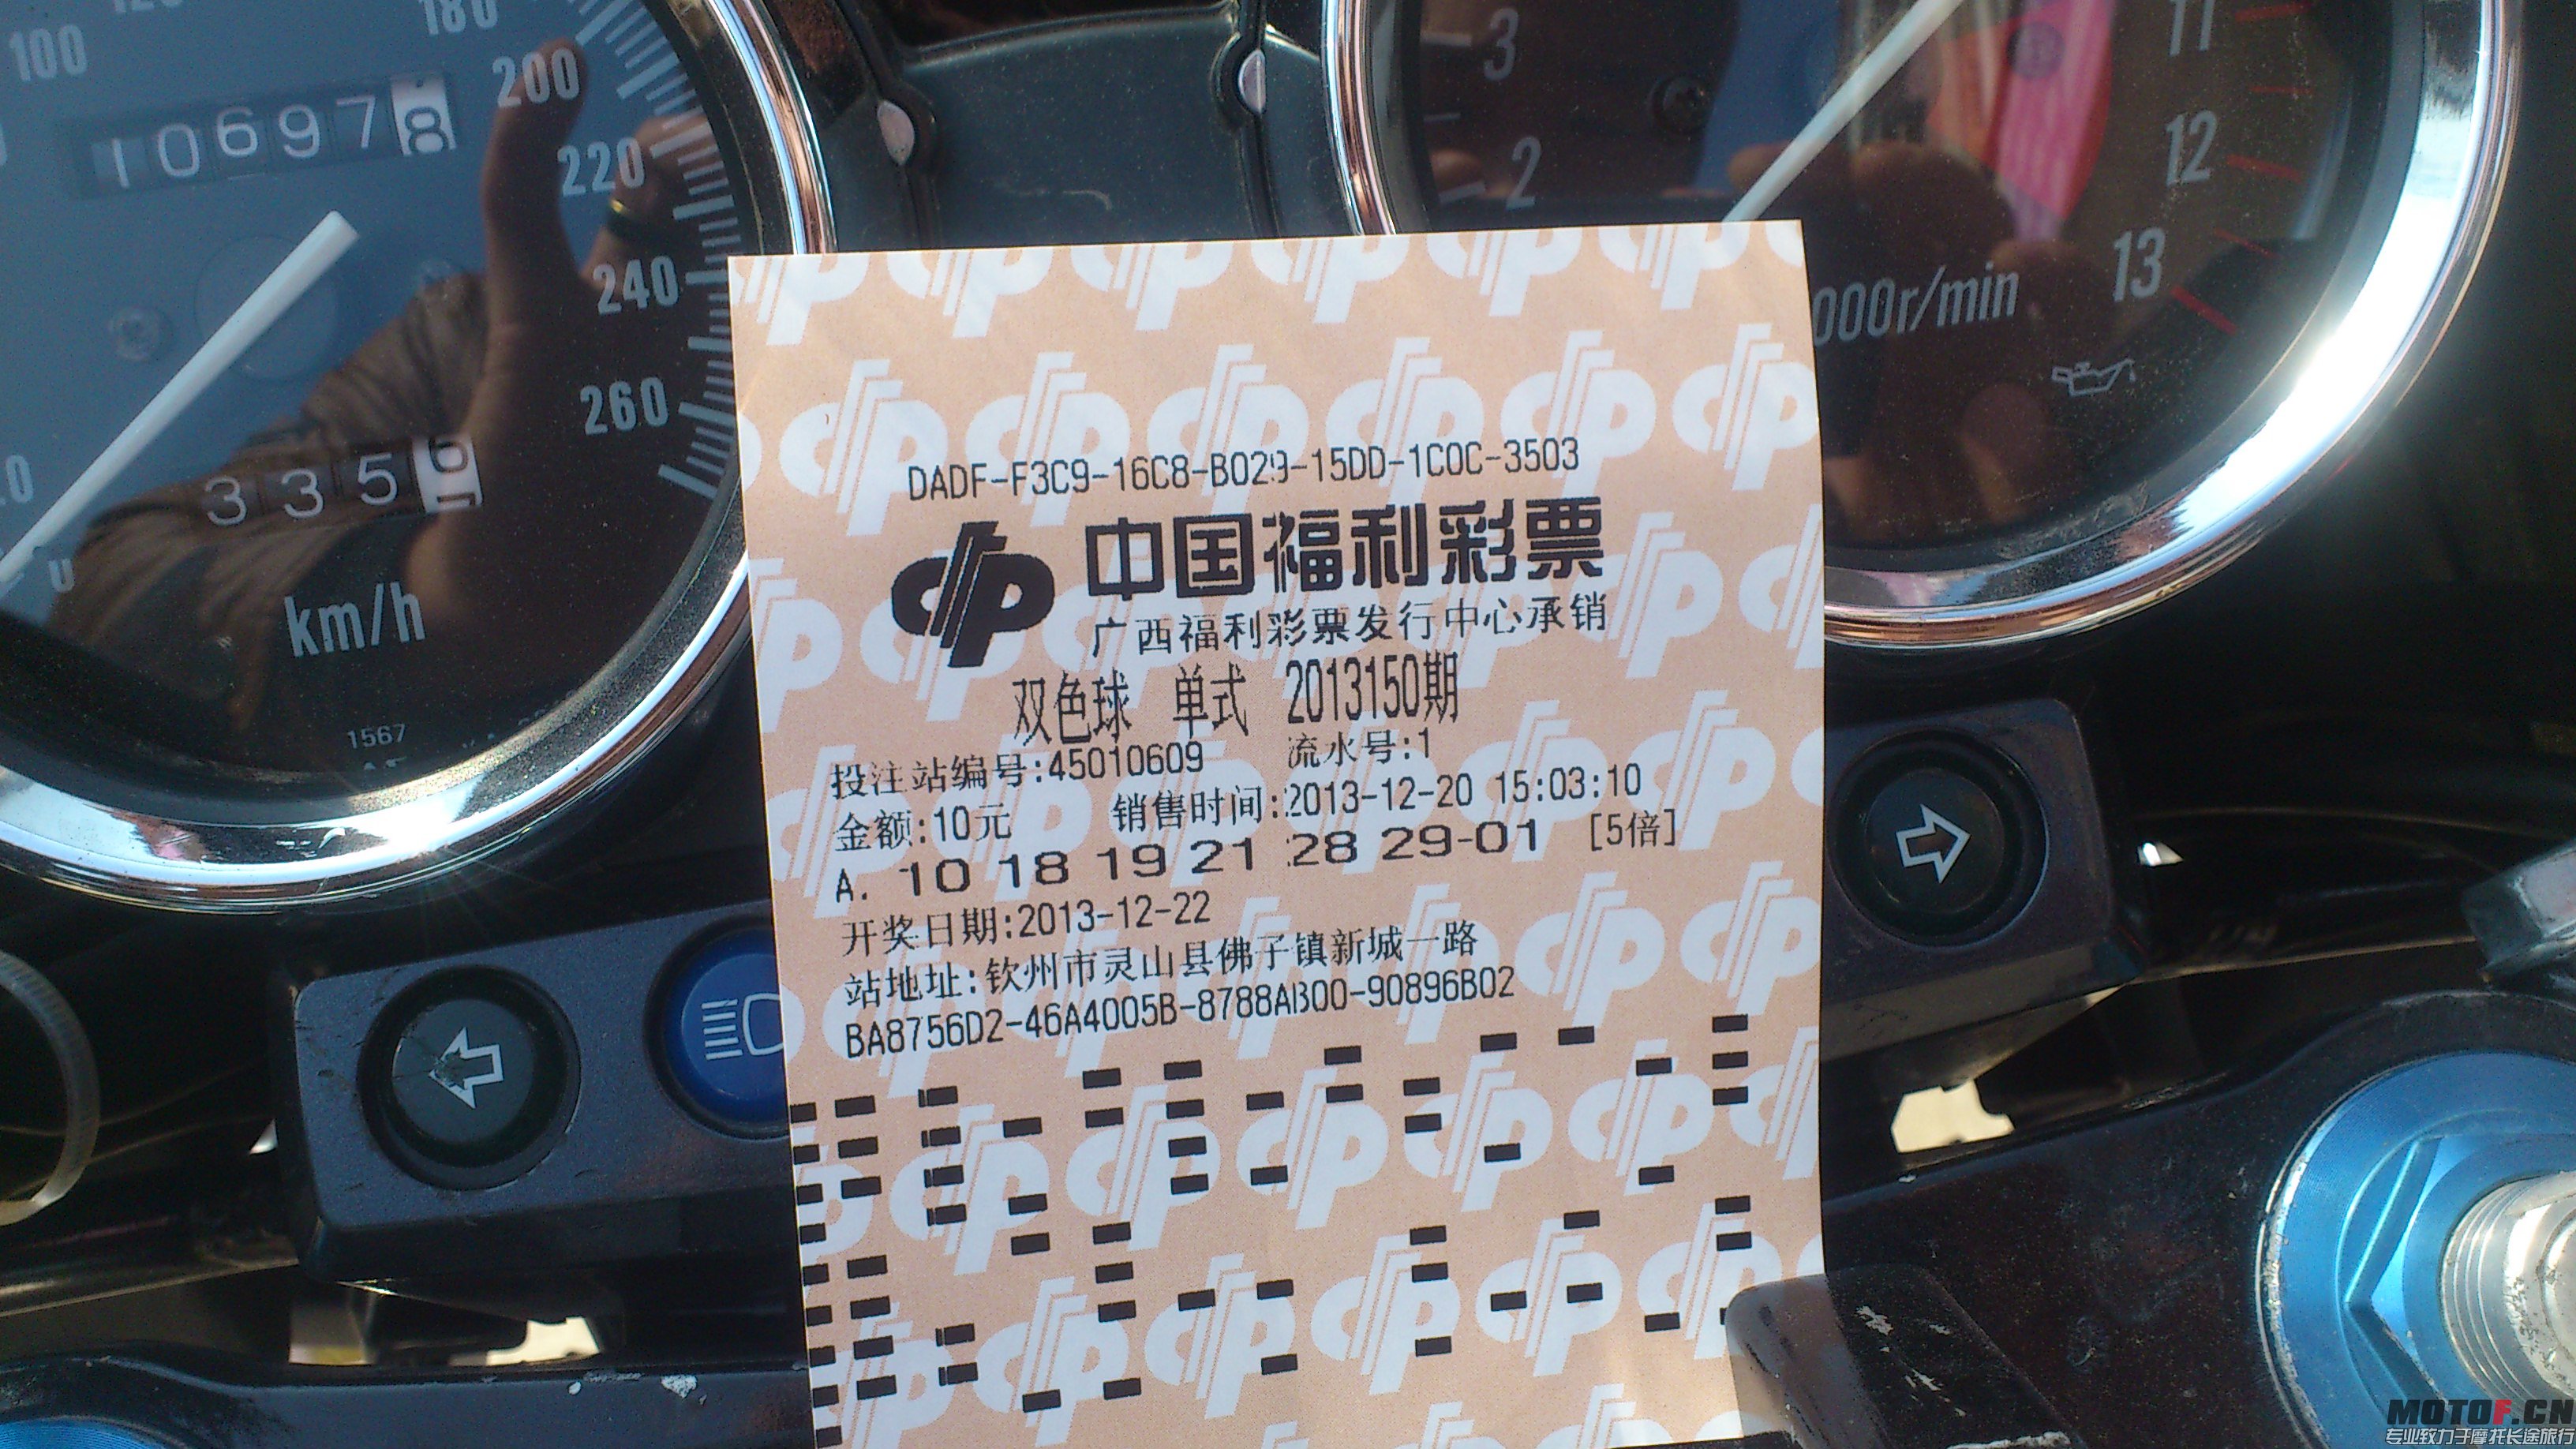 100
180
200
220
240
260
106978
3356
km/h
1567
3
2
11
12
13
000r/min
DADF-F3C9-16C8-B029-15DD-1C0C-3503
中国福利彩票
广西福利彩票发行中心承销
双色球 单式 2013150期
投注站编号:45010609 流水号:1
金额:10元 销售时间:2013-12-20 15:03:10
A. 10 18 19 21 28 29-01 [5倍]
开奖日期:2013-12-22
站地址:钦州市灵山县佛子镇新城一路
BA8756D2-46A4005B-8788AB00-90896B02
MOTOF.CN
专业致力于摩托长途旅行